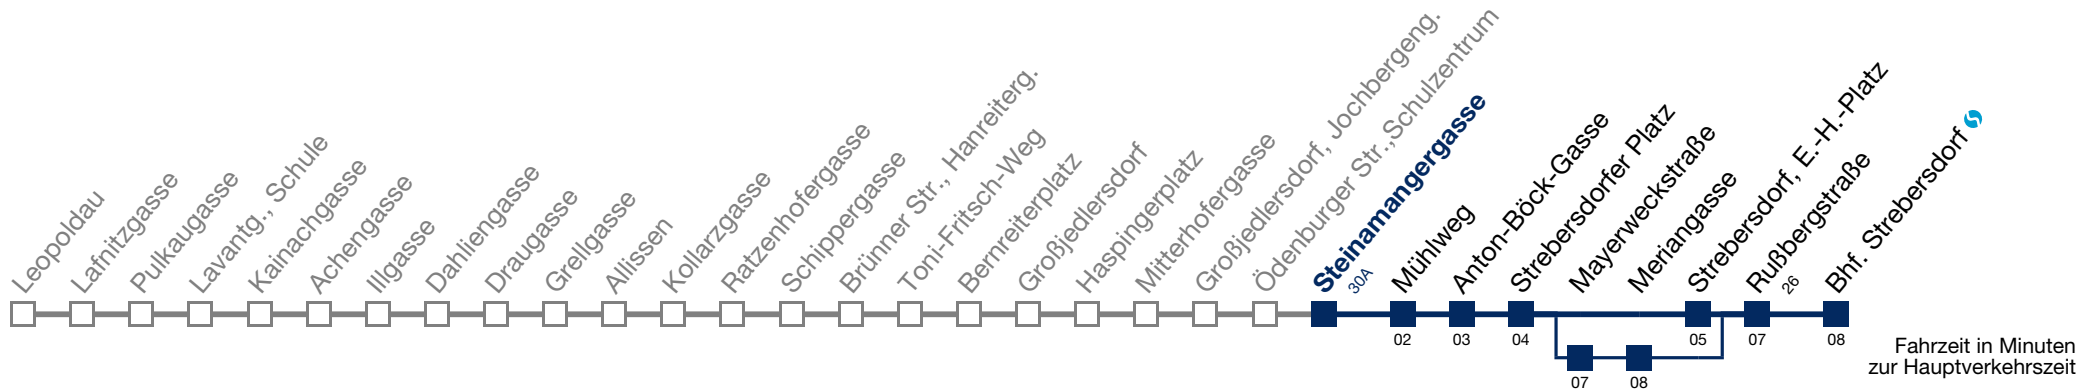 Leopoldau
Lafnitzgasse
Pulkaugasse
Lavantg., Schule
Kainachgasse
Achengasse
Illgasse
Dahliengasse
Draugasse
Grellgasse
Allissen
Kollarzgasse
Ratzenhofergasse
Schippergasse
Brünner Str., Hanreiterg.
Toni-Fritsch-Weg
Bernreiterplatz
Großjedlersdorf
Haspingerplatz
Mitterhofergasse
Großjedlersdorf, Jochbergeng.
Ödenburger Str.,Schulzentrum
Steinamangergasse
30A
Mühlweg
Anton-Böck-Gasse
Strebersdorfer Platz
Mayerweckstraße
Meriangasse
Strebersdorf, E.-H.-Platz
Rußbergstraße
26
Bhf. Strebersdorf
02 03 04 05 07 08
07 08
Fahrzeit in Minuten
zur Hauptverkehrszeit